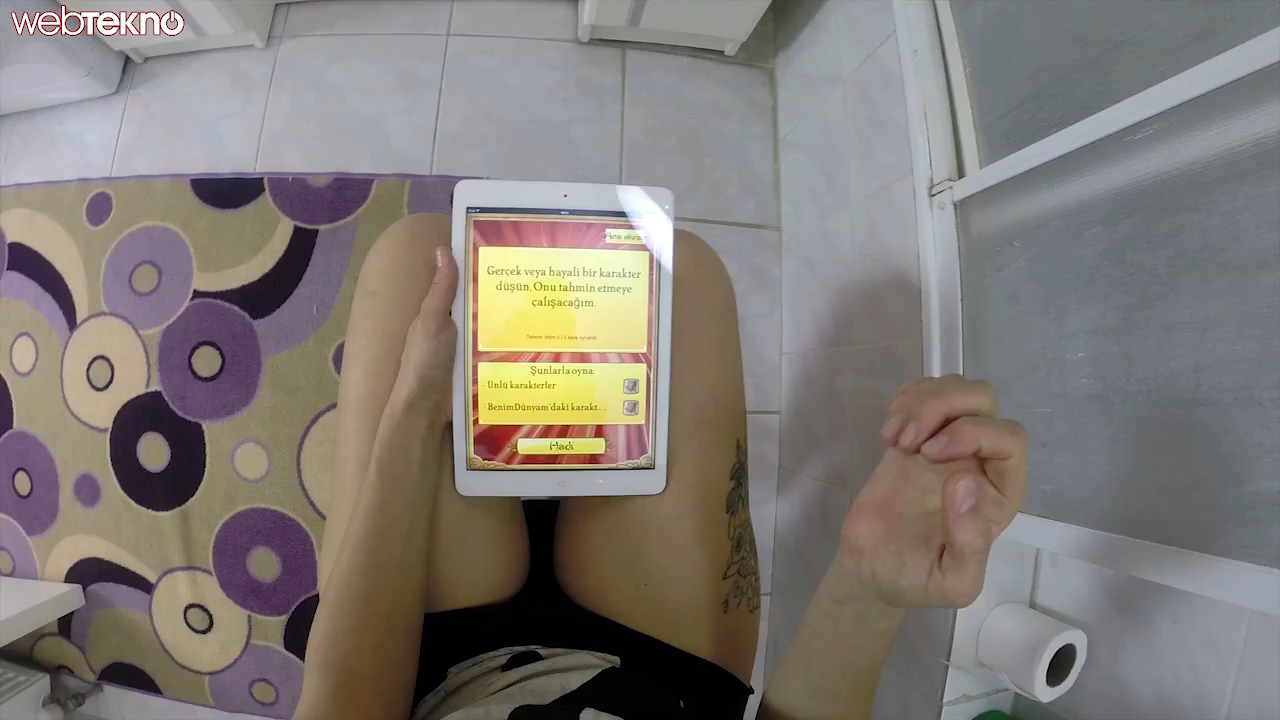 webTEKNO
Ana ekran
Gerçek veya hayali bir karakter
düşün. Onu tahmin etmeye
çalışacağım.
Şunlarla oyna:
- Ünlü karakterler
- BenimDünyam'daki karakt...
Hadi